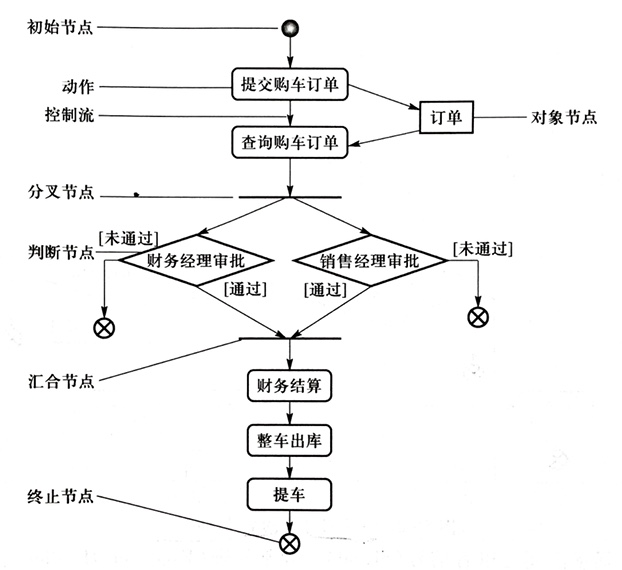 初始节点
动作
提交购车订单
控制流
订单
对象节点
查询购车订单
分叉节点
[未通过]
[未通过]
判断节点
财务经理审批
销售经理审批
[通过]
[通过]
汇合节点
财务结算
整车出库
提车
终止节点